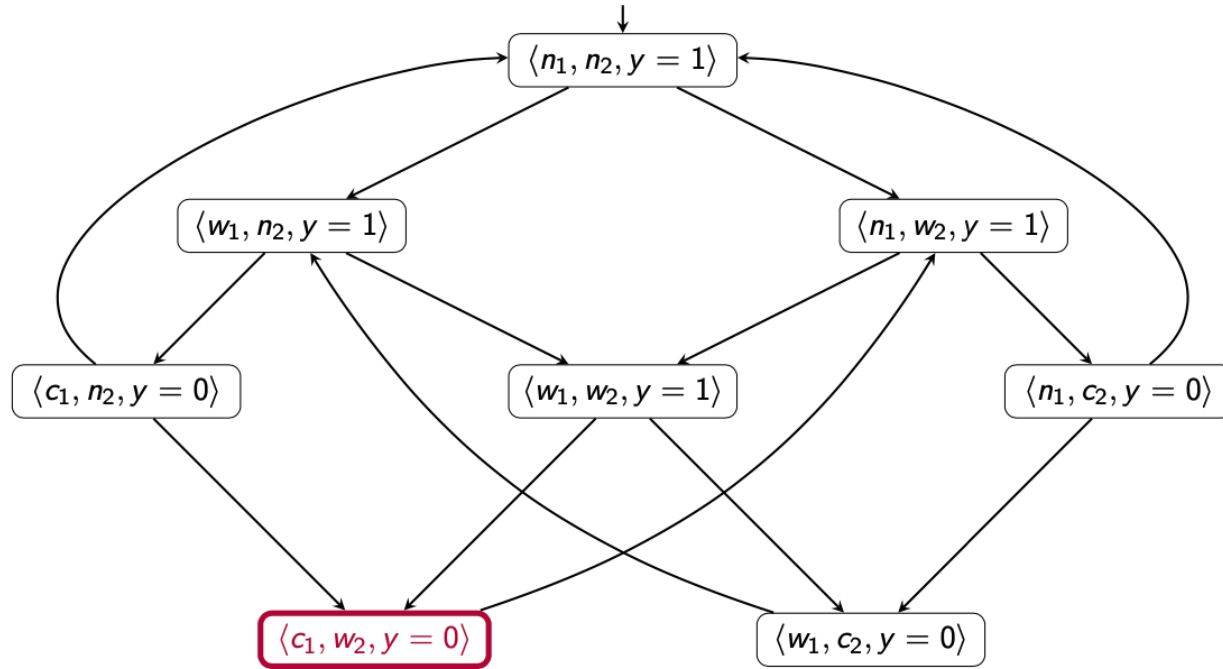 ⟨n₁, n₂, y = 1⟩
⟨w₁, n₂, y = 1⟩
⟨n₁, w₂, y = 1⟩
⟨c₁, n₂, y = 0⟩
⟨w₁, w₂, y = 1⟩
⟨n₁, c₂, y = 0⟩
⟨c₁, w₂, y = 0⟩
⟨w₁, c₂, y = 0⟩